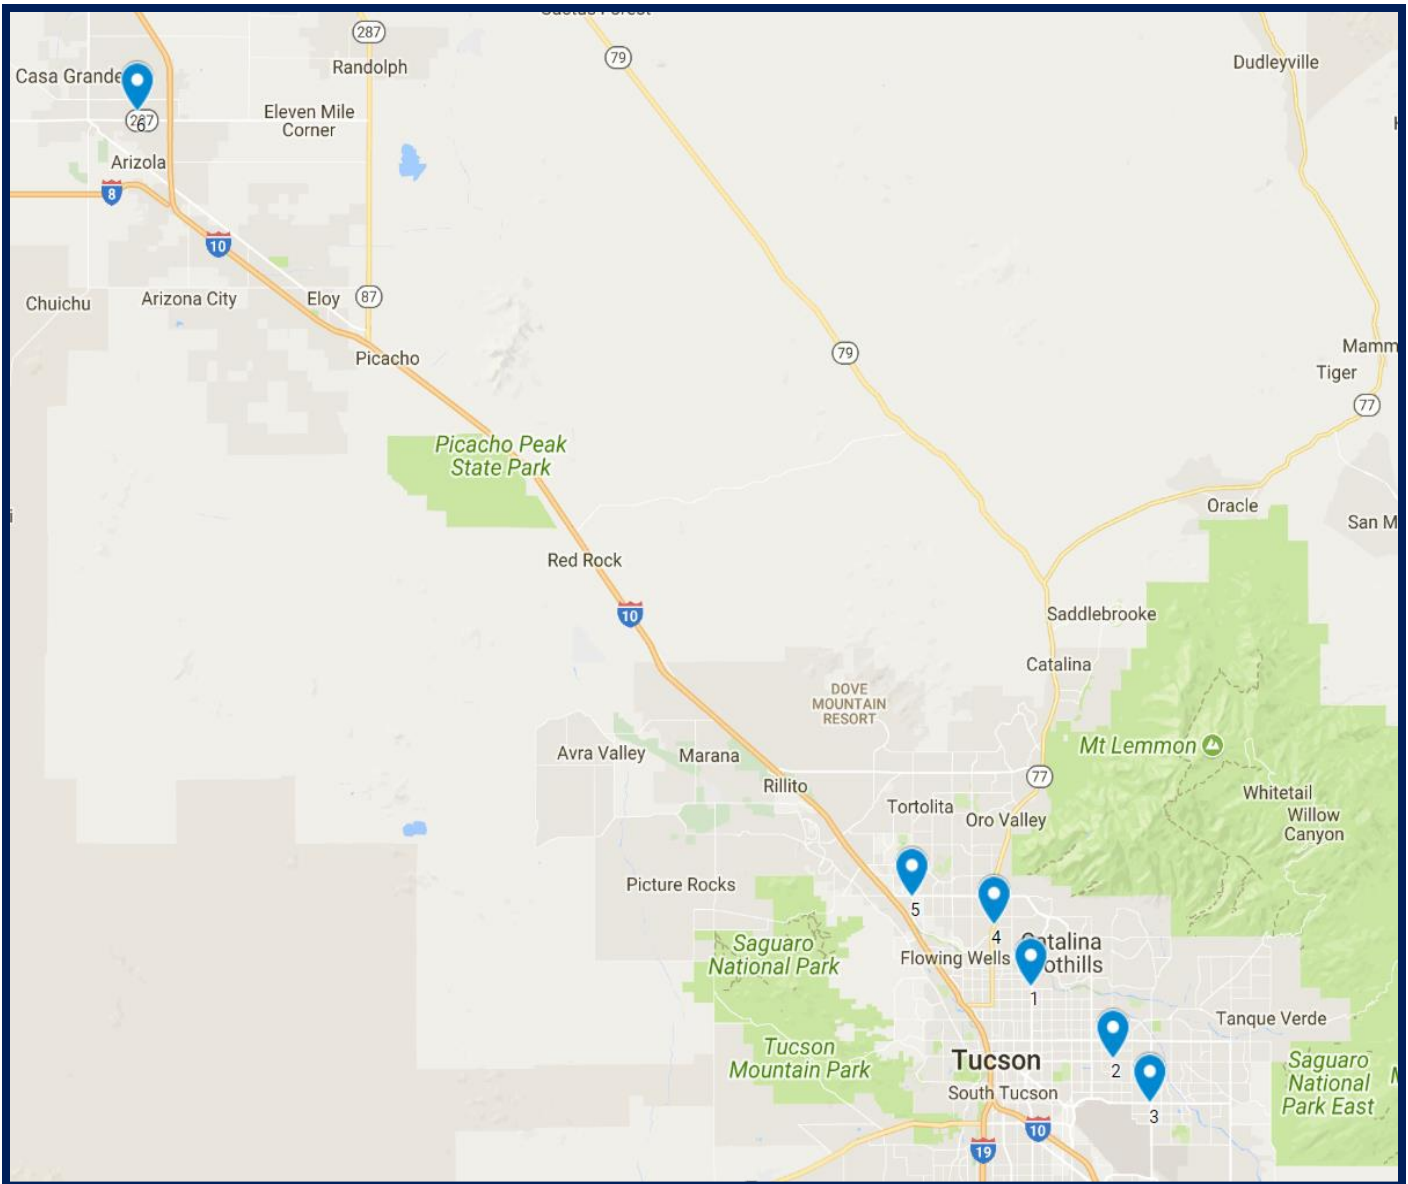 Cactus Forest
287
79
Randolph
Dudleyville
Casa Grande
Eleven Mile
Corner
6
Arizola
8
10
Chuichu
Arizona City
Eloy
87
Picacho
79
Mamm
Tiger
77
Picacho Peak
State Park
Oracle
San M
Red Rock
10
Saddlebrooke
Catalina
DOVE
MOUNTAIN
RESORT
Avra Valley
Marana
Mt Lemmon
77
Rillito
Whitetail
Willow
Canyon
Tortolita
Oro Valley
Picture Rocks
5
4
Saguaro
National Park
Flowing Wells
Catalina
oothills
1
Tanque Verde
Tucson
Mountain Park
Tucson
2
Saguaro
National
Park East
South Tucson
3
10
19